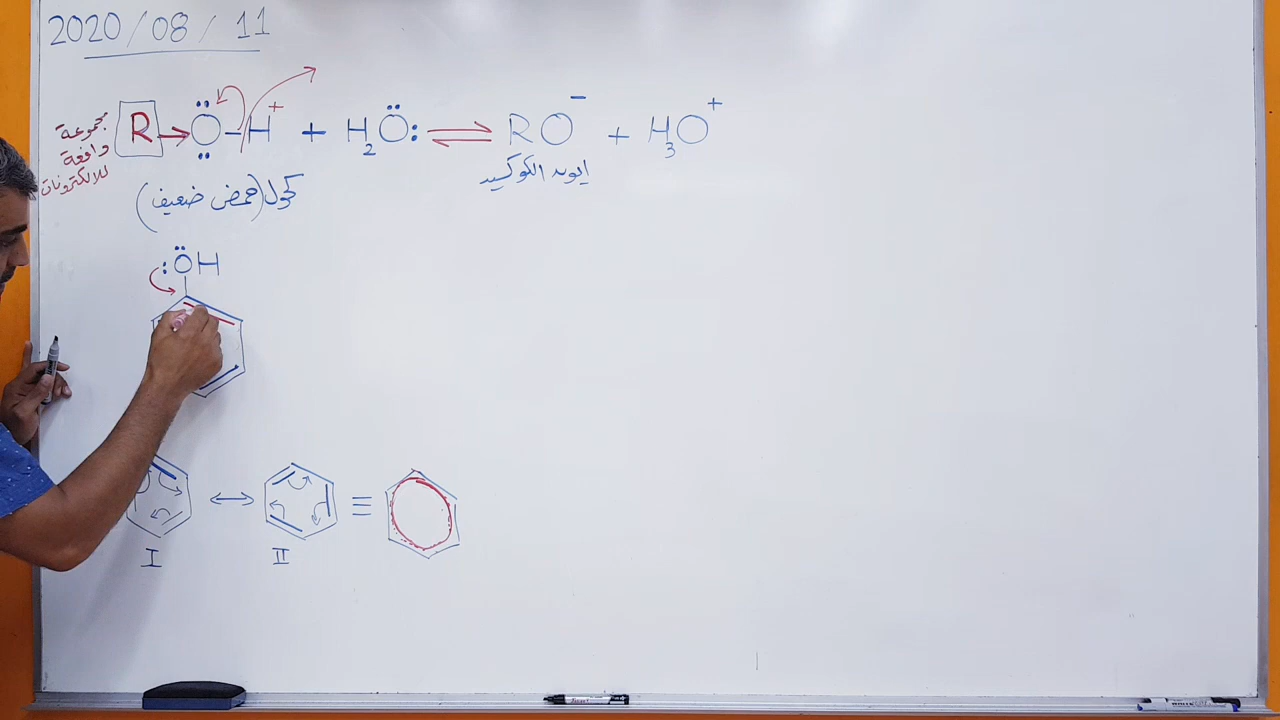 2020/08/11
R→Ö-H⁺ + H₂Ö: ⇌ RO⁻ + H₃O⁺
مجموعة
دافعة
للالكترونات
كحول (حمض ضعيف)
ايون الكوكسيد
:ÖH
↔ ≡
I II